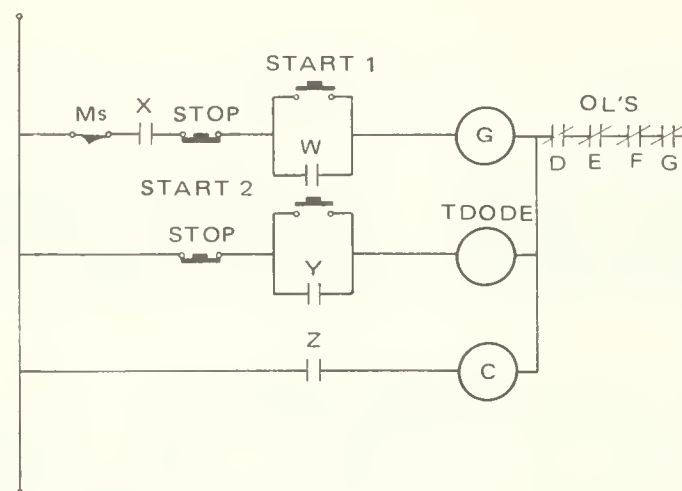 START 1
OL'S
Ms X STOP
W G
D E F G
START 2
TDODE
STOP
Y
Z
C